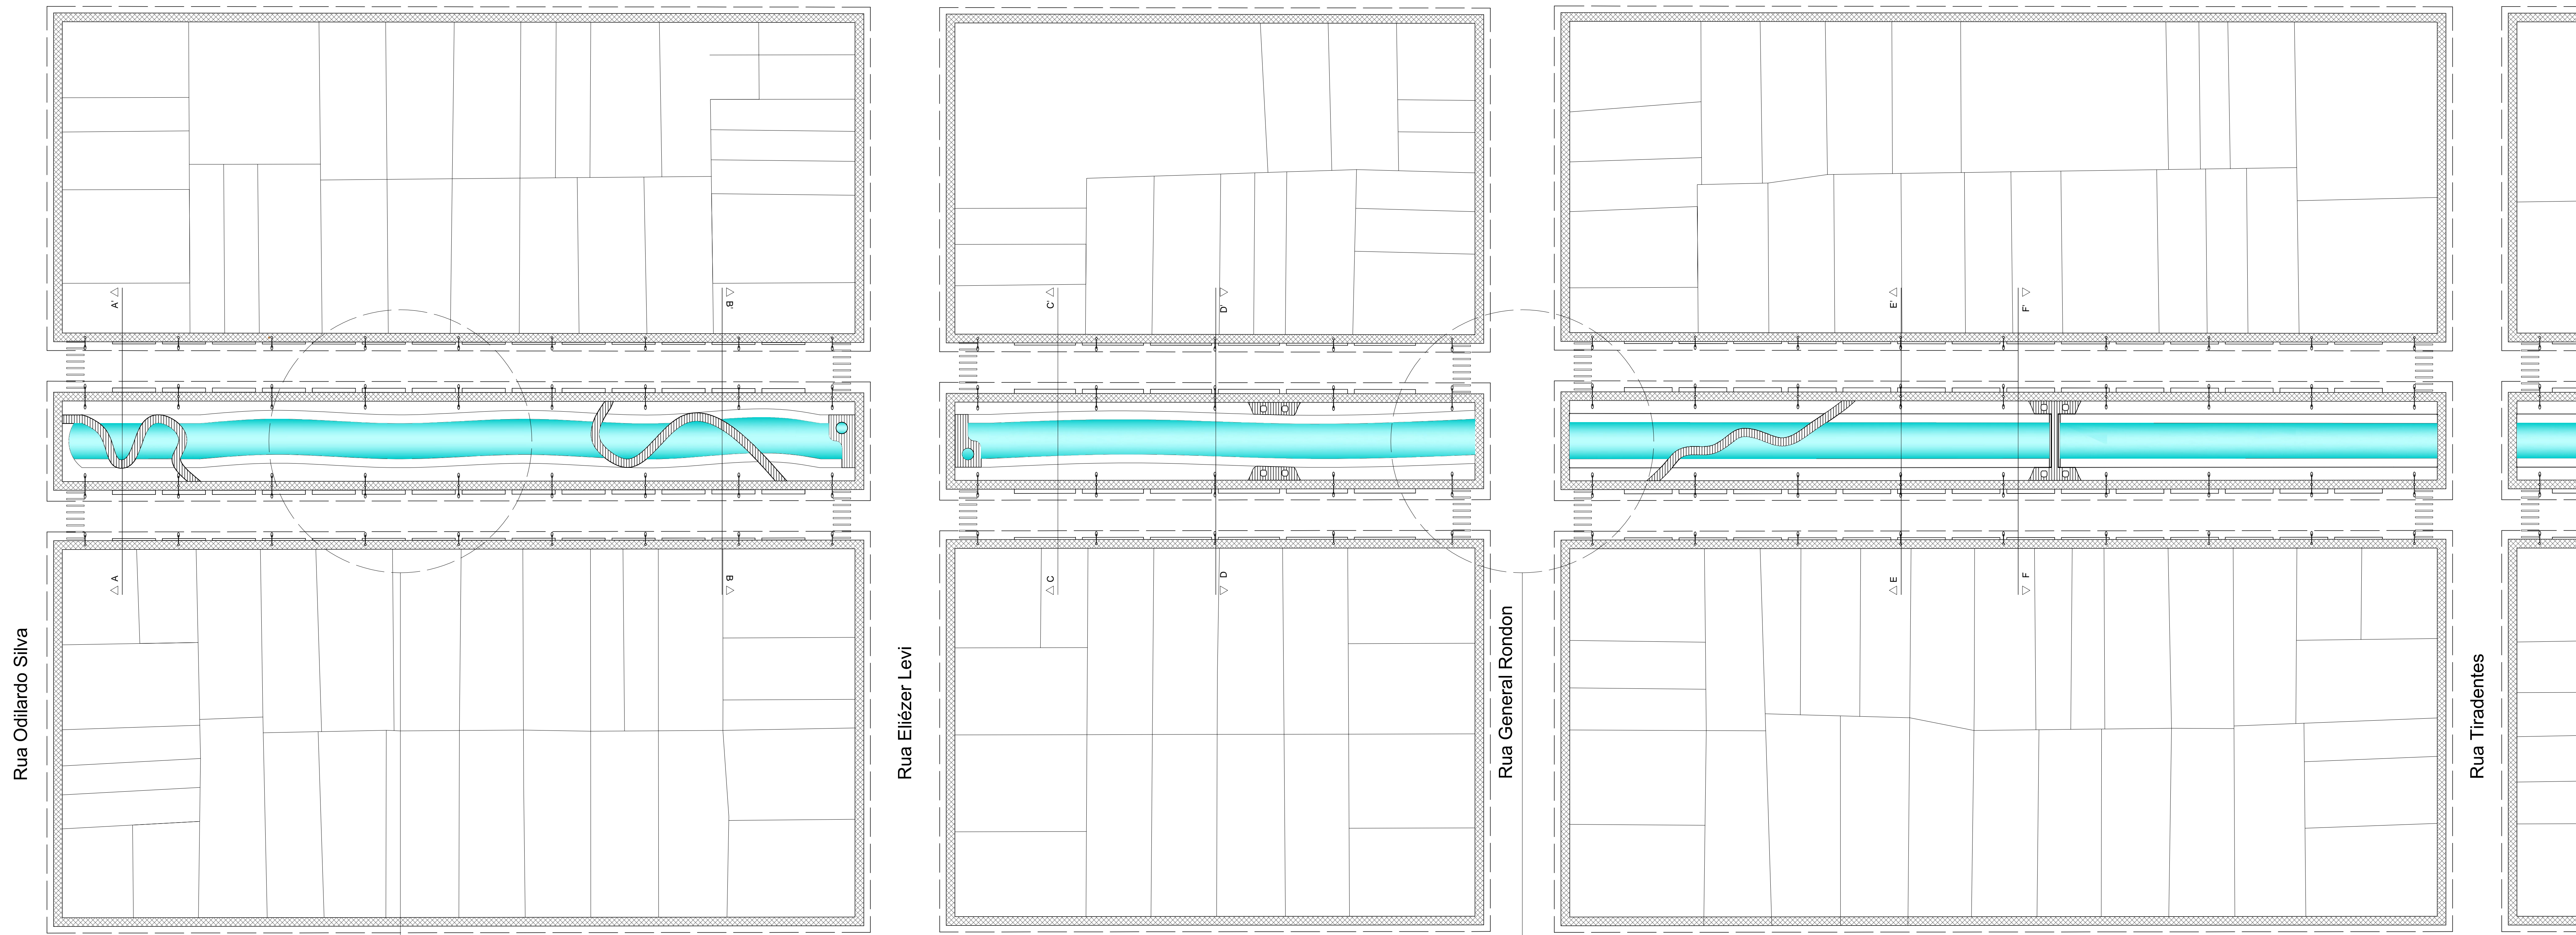 A'
B'
C'
D'
E'
F'
A
B
C
D
E
F
Rua Odilardo Silva
Rua Eliézer Levi
Rua General Rondon
Rua Tiradentes